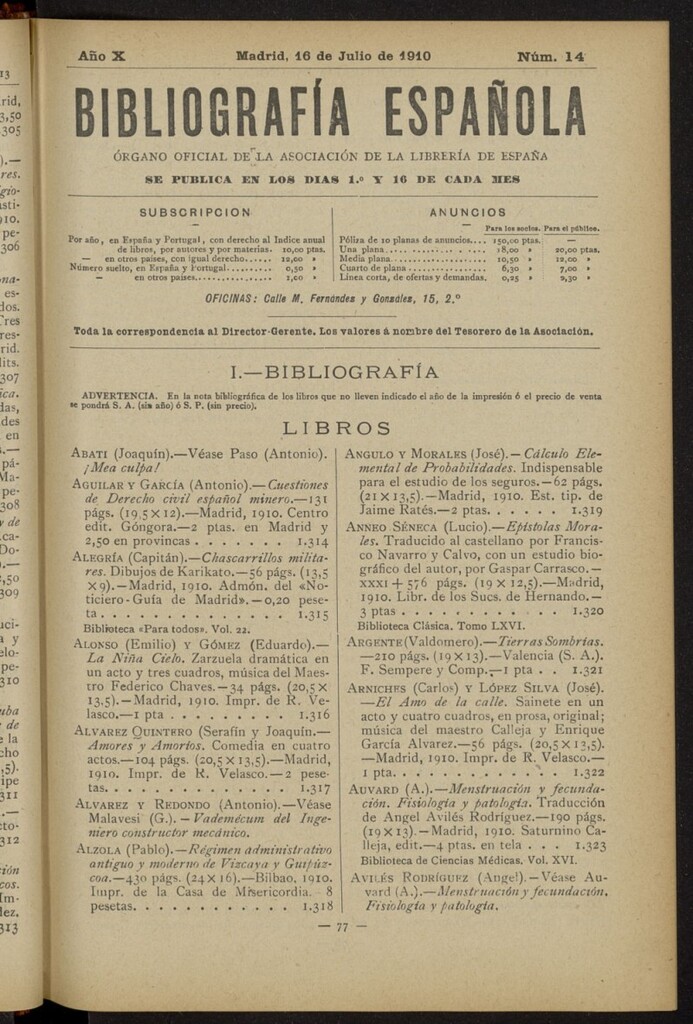 Año X Madrid, 16 de Julio de 1910 Núm. 14
BIBLIOGRAFÍA ESPAÑOLA
ÓRGANO OFICIAL DE LA ASOCIACIÓN DE LA LIBRERÍA DE ESPAÑA
SE PUBLICA EN LOS DIAS 1.º Y 16 DE CADA MES
SUBSCRIPCION
Por año, en España y Portugal, con derecho al Indice anual
de libros, por autores y por materias. 10,00 ptas.
— en otros países, con igual derecho...... 12,00 »
Número suelto, en España y Portugal......... 0,50 »
— en otros países............... 1,00 »
ANUNCIOS
Para los socios. Para el público.
Póliza de 10 planas de anuncios.... 150,00 ptas. —
Una plana...................... 18,00 » 20,00 ptas.
Media plana.................... 10,50 » 12,00 »
Cuarto de plana................ 6,30 » 7,00 »
Línea corta, de ofertas y demandas. 0,25 »
OFICINAS: Calle M. Fernández y González, 15, 2.º
Toda la correspondencia al Director-Gerente. Los valores á nombre del Tesorero de la Asociación.
I.—BIBLIOGRAFÍA
ADVERTENCIA. En la nota bibliográfica de los libros que no lleven indicado el año de la impresión ó el precio de venta
se pondrá S. A. (sin año) ó S. P. (sin precio).
LIBROS
ABATI (Joaquín).—Véase Paso (Antonio).
¡Mea culpa!
AGUILAR Y GARCÍA (Antonio).—Cuestiones
de Derecho civil español minero.—131
págs. (19,5 × 12).—Madrid, 1910. Centro
edit. Góngora.—2 ptas. en Madrid y
2,50 en provincas . . . . . . . 1.314
ALEGRÍA (Capitán).—Chascarrillos milita-
res. Dibujos de Karikato.—56 págs. (13,5
× 9).—Madrid, 1910. Admón. del «No-
ticiero-Guía de Madrid».—0,20 pese-
ta. . . . . . . . . . . . . 1.315
Biblioteca «Para todos». Vol. 22.
ALONSO (Emilio) Y GÓMEZ (Eduardo).—
La Niña Cielo. Zarzuela dramática en
un acto y tres cuadros, música del Maes-
tro Federico Chaves.—34 págs. (20,5 ×
13,5).—Madrid, 1910. Impr. de R. Ve-
lasco.—1 pta . . . . . . . . . 1.316
ALVAREZ QUINTERO (Serafín y Joaquín).—
Amores y Amoríos. Comedia en cuatro
actos.—104 págs. (20,5 × 13,5).—Madrid,
1910. Impr. de R. Velasco.—2 pese-
tas. . . . . . . . . . . . . 1.317
ALVAREZ Y REDONDO (Antonio).—Véase
Malavesi (G.).—Vademécum del Inge-
niero constructor mecánico.
ALZOLA (Pablo).—Régimen administrativo
antiguo y moderno de Vizcaya y Guipúz-
coa.—430 págs. (24 × 16).—Bilbao, 1910.
Impr. de la Casa de Misericordia. 8
pesetas. . . . . . . . . . . . 1.318
ANGULO Y MORALES (José).—Cálculo Ele-
mental de Probabilidades. Indispensable
para el estudio de los seguros.—62 págs.
(21 × 13,5).—Madrid, 1910. Est. tip. de
Jaime Ratés.—2 ptas. . . . . . 1.319
ANNEO SÉNECA (Lucio).—Epístolas Mora-
les. Traducido al castellano por Francis-
co Navarro y Calvo, con un estudio bio-
gráfico del autor, por Gaspar Carrasco.—
XXXI + 576 págs. (19 × 12,5).—Madrid,
1910. Libr. de los Sucs. de Hernando.—
3 ptas . . . . . . . . . . . . 1.320
Biblioteca Clásica. Tomo LXVI.
ARGENTE (Valdomero).—Tierras Sombrías.
—210 págs. (19 × 13).—Valencia (S. A.).
F. Sempere y Comp.—1 pta . . 1.321
ARNICHES (Carlos) Y LÓPEZ SILVA (José).
—El Amo de la calle. Sainete en un
acto y cuatro cuadros, en prosa, original;
música del maestro Calleja y Enrique
García Alvarez.—56 págs. (20,5 × 13,5).
—Madrid, 1910. Impr. de R. Velasco.—
1 pta. . . . . . . . . . . . . 1.322
AUVARD (A.).—Menstruación y fecunda-
ción. Fisiología y patología. Traducción
de Angel Avilés Rodríguez.—190 págs.
(19 × 13).—Madrid, 1910. Saturnino Ca-
lleja, edit.—4 ptas. en tela . . . 1.323
Biblioteca de Ciencias Médicas. Vol. XVI.
AVILÉS RODRÍGUEZ (Angel).—Véase Au-
vard (A.).—Menstruación y fecundación.
Fisiología y patología.
— 77 —